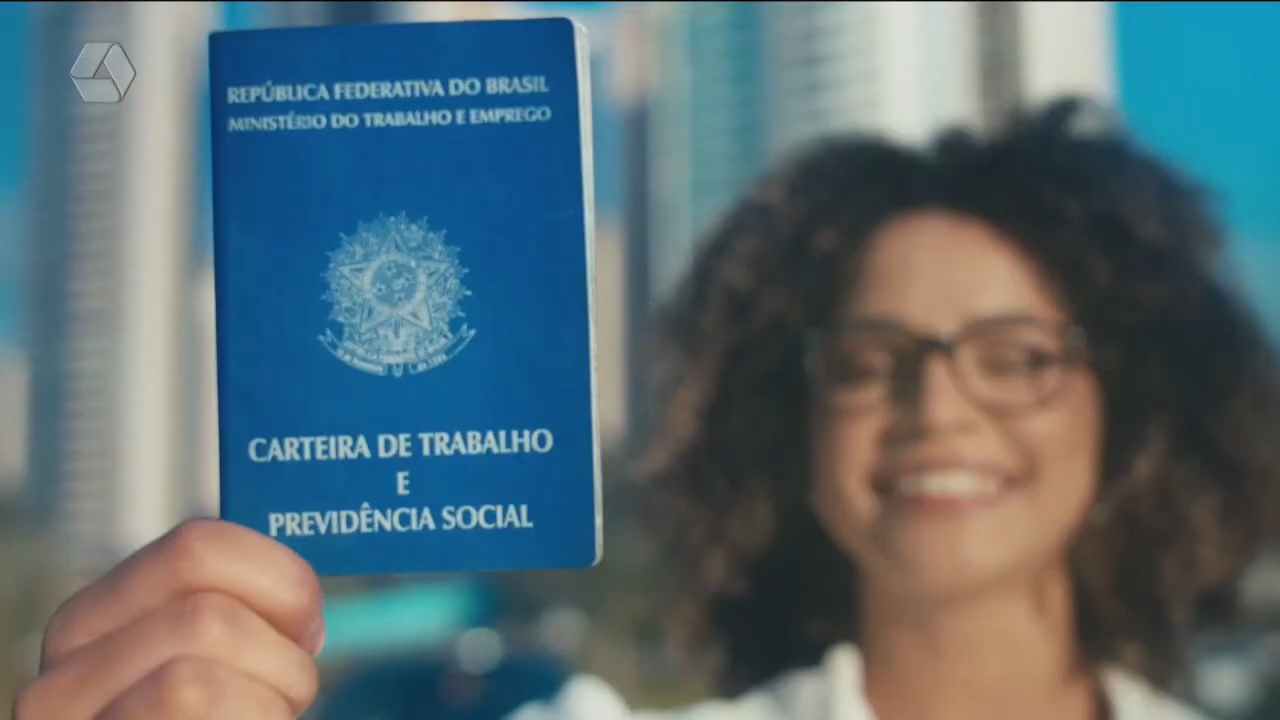 REPÚBLICA FEDERATIVA DO BRASIL
MINISTÉRIO DO TRABALHO E EMPREGO
CARTEIRA DE TRABALHO
E
PREVIDÊNCIA SOCIAL